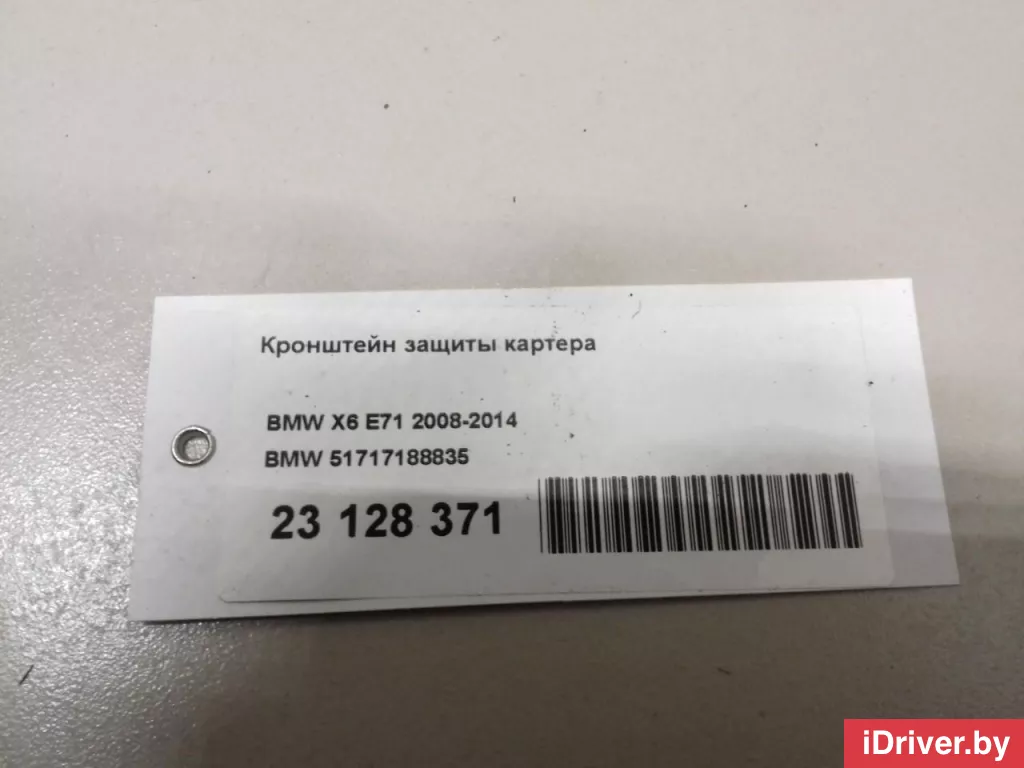 Кронштейн защиты картера
BMW X6 E71 2008-2014
BMW 51717188835
23 128 371
iDriver.by